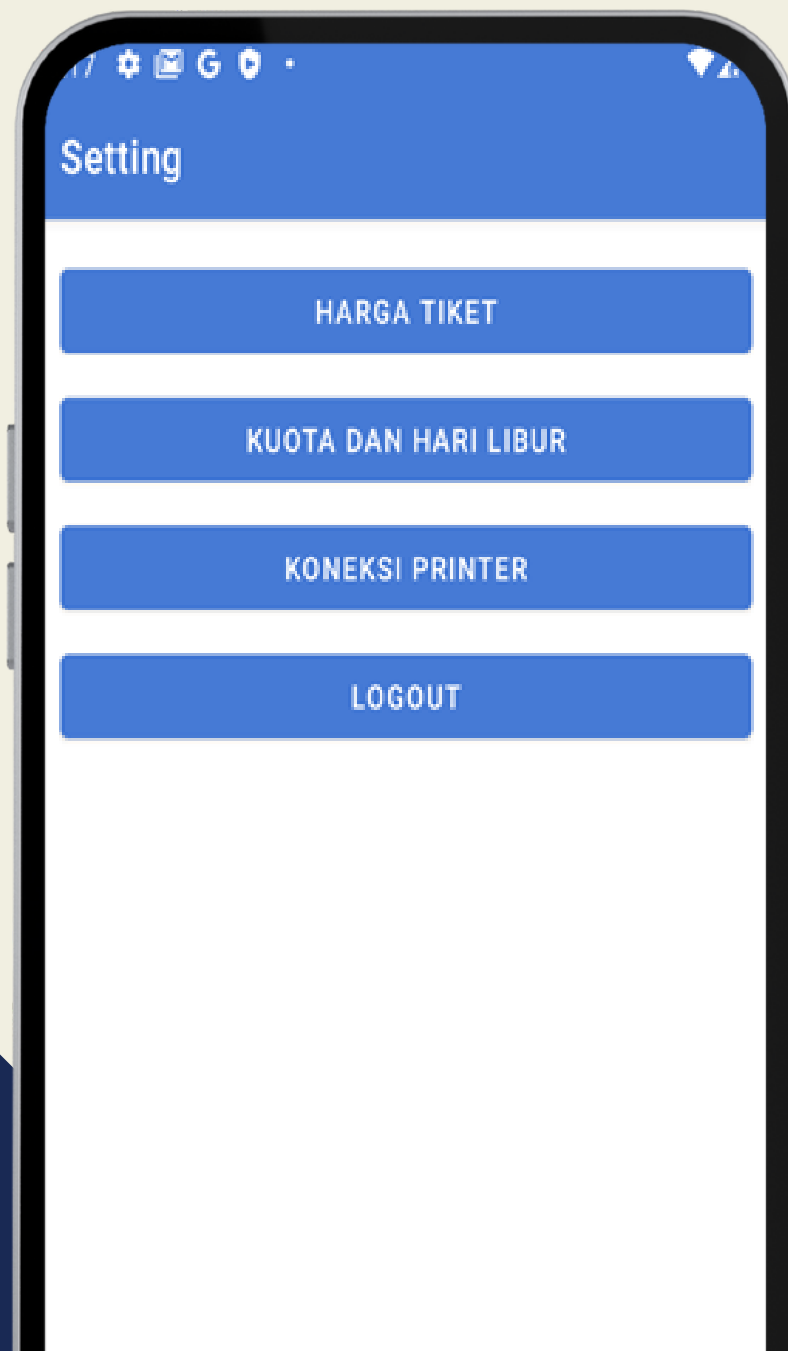 Setting
HARGA TIKET
KUOTA DAN HARI LIBUR
KONEKSI PRINTER
LOGOUT